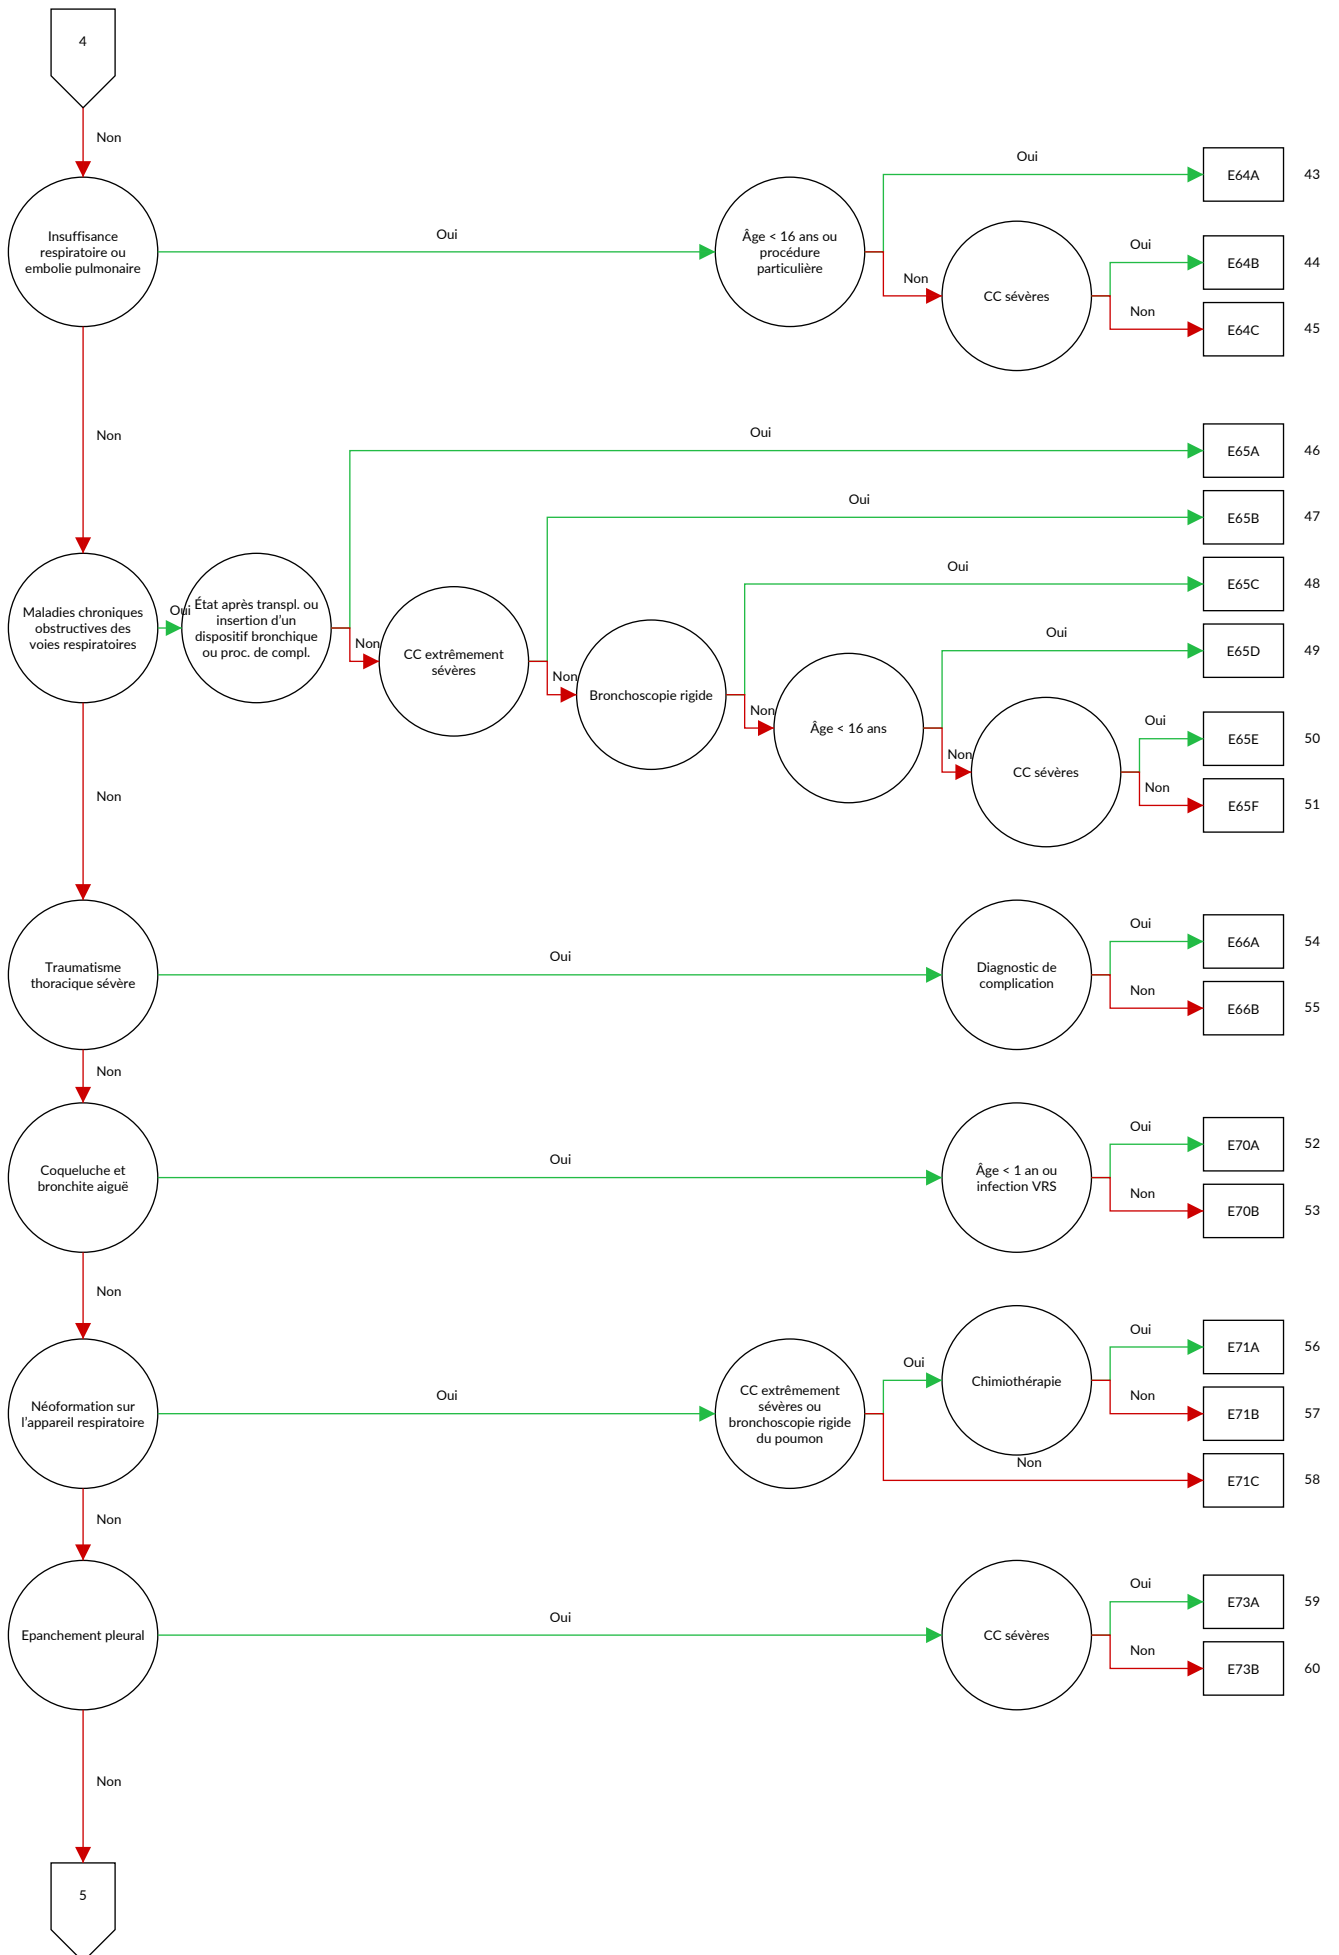 4
Non
Insuffisance
respiratoire ou
embolie pulmonaire
Oui
Âge < 16 ans ou
procédure
particulière
Oui
E64A
43
Non
CC sévères
Oui
E64B
44
Non
E64C
45
Non
Maladies chroniques
obstructives des
voies respiratoires
Oui
État après transpl. ou
insertion d'un
dispositif bronchique
ou proc. de compl.
Oui
E65A
46
Non
CC extrêmement
sévères
Oui
E65B
47
Non
Bronchoscopie rigide
Oui
E65C
48
Non
Âge < 16 ans
Oui
E65D
49
Non
CC sévères
Oui
E65E
50
Non
E65F
51
Non
Traumatisme
thoracique sévère
Oui
Diagnostic de
complication
Oui
E66A
54
Non
E66B
55
Non
Coqueluche et
bronchite aiguë
Oui
Âge < 1 an ou
infection VRS
Oui
E70A
52
Non
E70B
53
Non
Néoformation sur
l'appareil respiratoire
Oui
CC extrêmement
sévères ou
bronchoscopie rigide
du poumon
Oui
Chimiothérapie
Oui
E71A
56
Non
E71B
57
Non
E71C
58
Non
Epanchement pleural
Oui
CC sévères
Oui
E73A
59
Non
E73B
60
Non
5